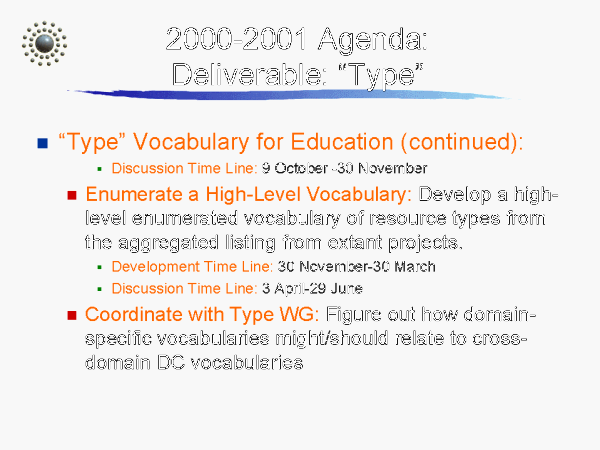 2000-2001 Agenda:
Deliverable: “Type”
“Type” Vocabulary for Education (continued):
Discussion Time Line: 9 October -30 November
Enumerate a High-Level Vocabulary: Develop a high-
level enumerated vocabulary of resource types from
the aggregated listing from extant projects.
Development Time Line: 30 November-30 March
Discussion Time Line: 3 April-29 June
Coordinate with Type WG: Figure out how domain-
specific vocabularies might/should relate to cross-
domain DC vocabularies